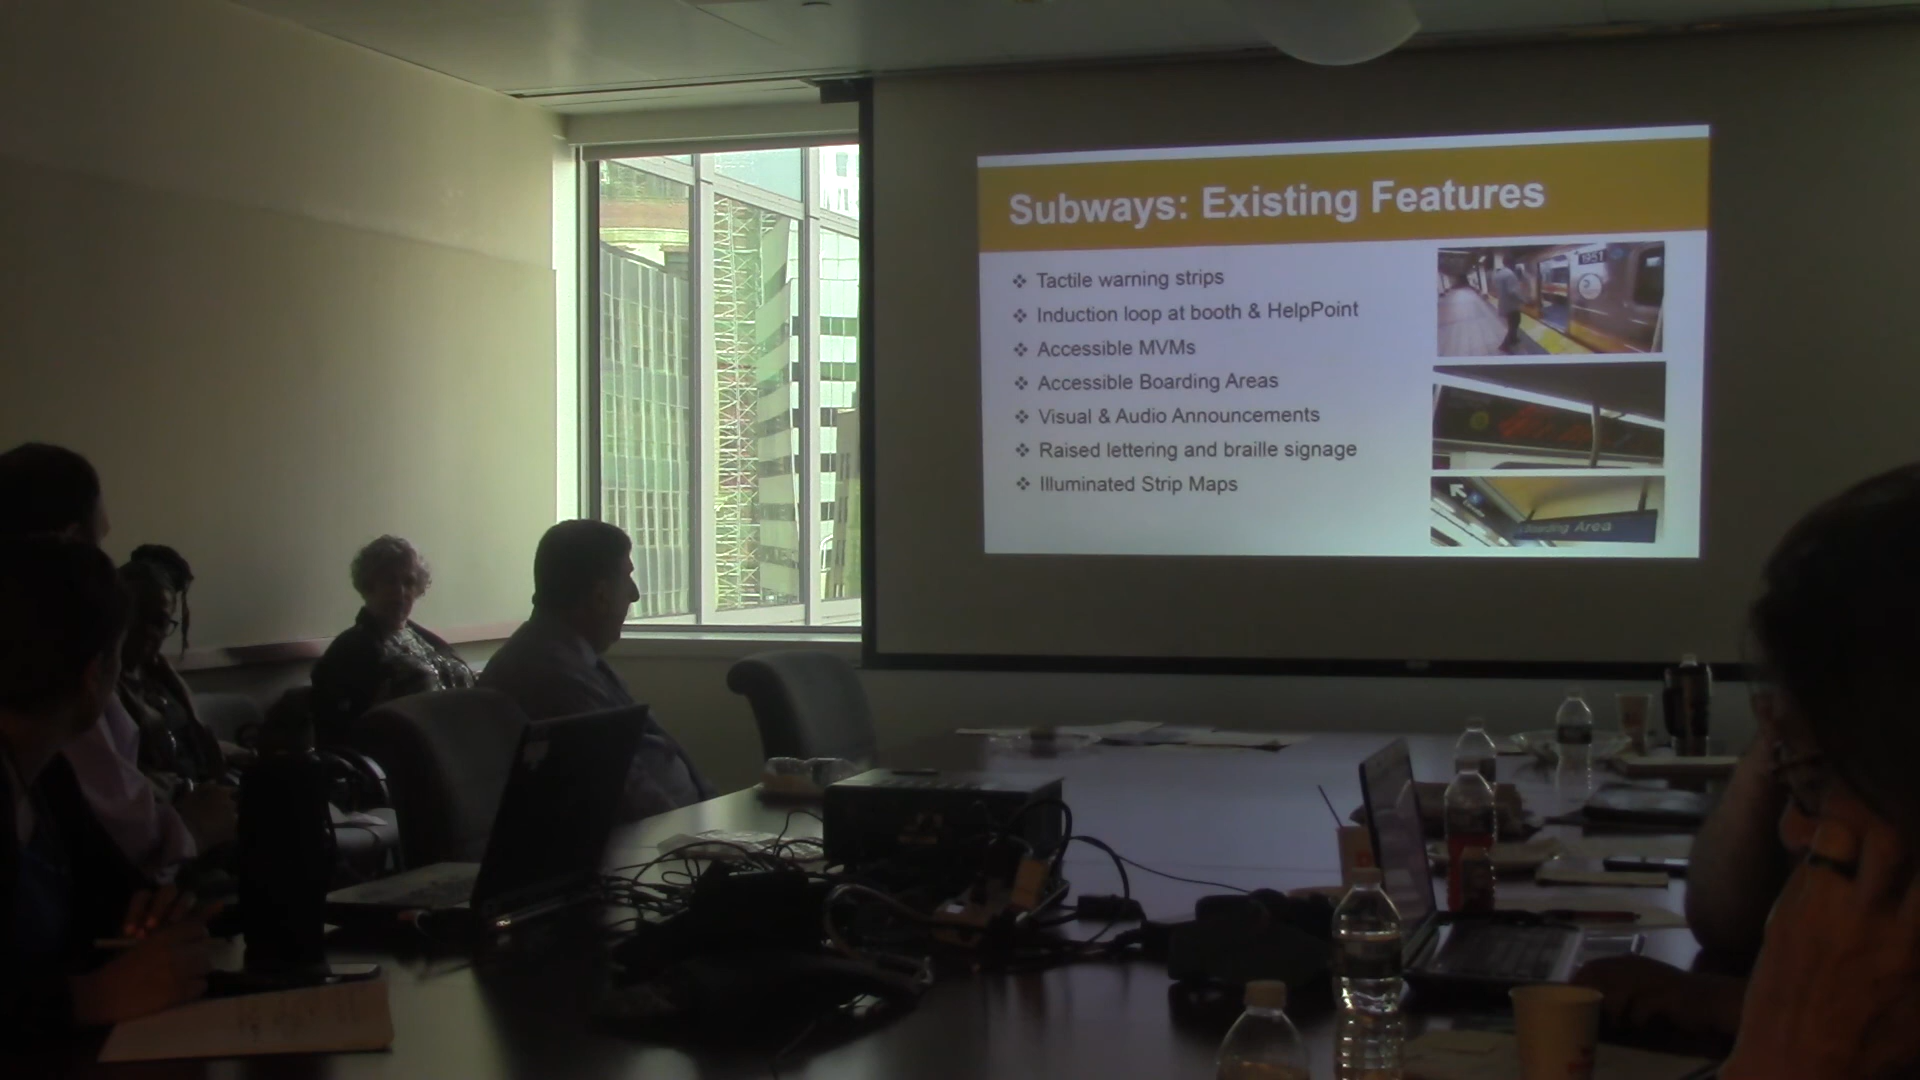 Subways: Existing Features
❖ Tactile warning strips
❖ Induction loop at booth & HelpPoint
❖ Accessible MVMs
❖ Accessible Boarding Areas
❖ Visual & Audio Announcements
❖ Raised lettering and braille signage
❖ Illuminated Strip Maps
1951
Boarding Area